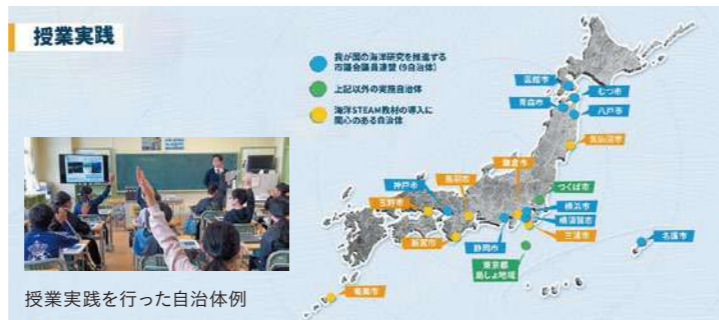 授業実践
我が国の海洋研究を推進する
市議会議員連盟(9自治体)
上記以外の実施自治体
海洋STEAM教材の導入に
関心のある自治体
函館市
むつ市
青森市
八戸市
気仙沼市
鎌倉市
鳥羽市
つくば市
神戸市
玉野市
横浜市
横須賀市
三浦市
新宮市
静岡市
名護市
東京都
島しょ地域
奄美市
授業実践を行った自治体例